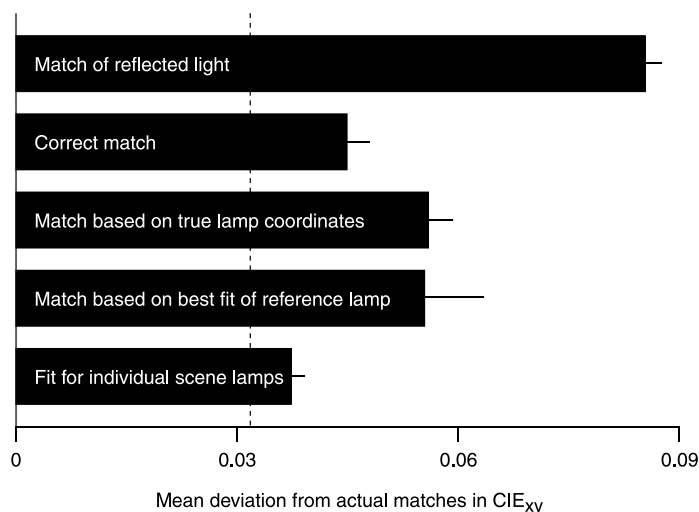 Match of reflected light
Correct match
Match based on true lamp coordinates
Match based on best fit of reference lamp
Fit for individual scene lamps
0 0.03 0.06 0.09
Mean deviation from actual matches in CIExy